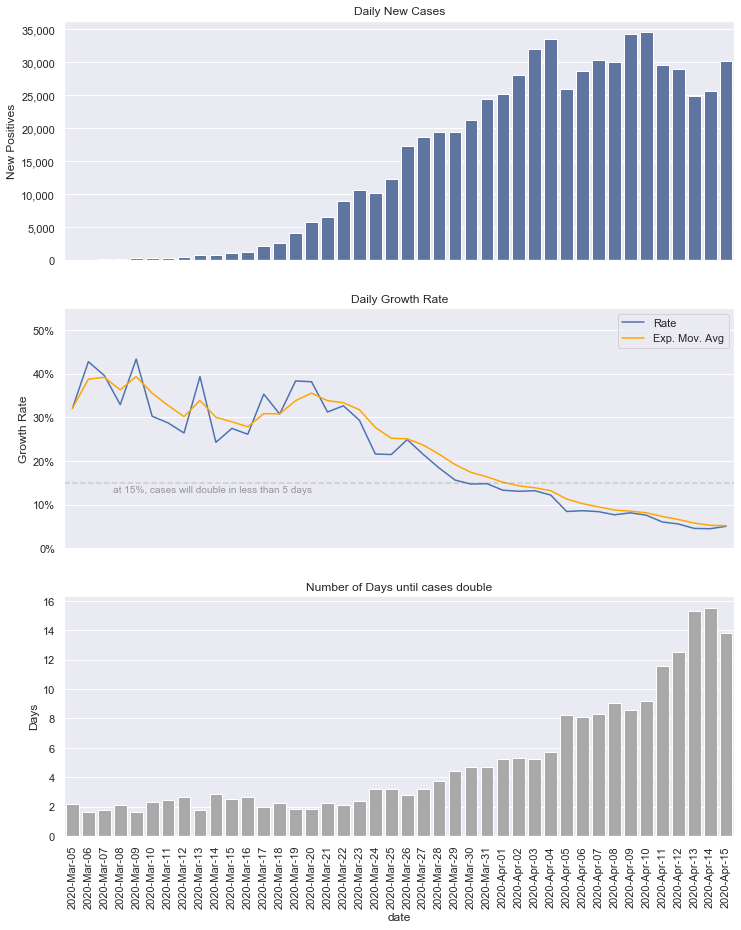 Daily New Cases
New Positives
35,000
30,000
25,000
20,000
15,000
10,000
5,000
0
Daily Growth Rate
Growth Rate
50%
40%
30%
20%
10%
0%
Rate
Exp. Mov. Avg
at 15%, cases will double in less than 5 days
Number of Days until cases double
Days
16
14
12
10
8
6
4
2
0
2020-Mar-05
2020-Mar-06
2020-Mar-07
2020-Mar-08
2020-Mar-09
2020-Mar-10
2020-Mar-11
2020-Mar-12
2020-Mar-13
2020-Mar-14
2020-Mar-15
2020-Mar-16
2020-Mar-17
2020-Mar-18
2020-Mar-19
2020-Mar-20
2020-Mar-21
2020-Mar-22
2020-Mar-23
2020-Mar-24
2020-Mar-25
2020-Mar-26
2020-Mar-27
2020-Mar-28
2020-Mar-29
2020-Mar-30
2020-Mar-31
2020-Apr-01
2020-Apr-02
2020-Apr-03
2020-Apr-04
2020-Apr-05
2020-Apr-06
2020-Apr-07
2020-Apr-08
2020-Apr-09
2020-Apr-10
2020-Apr-11
2020-Apr-12
2020-Apr-13
2020-Apr-14
2020-Apr-15
date